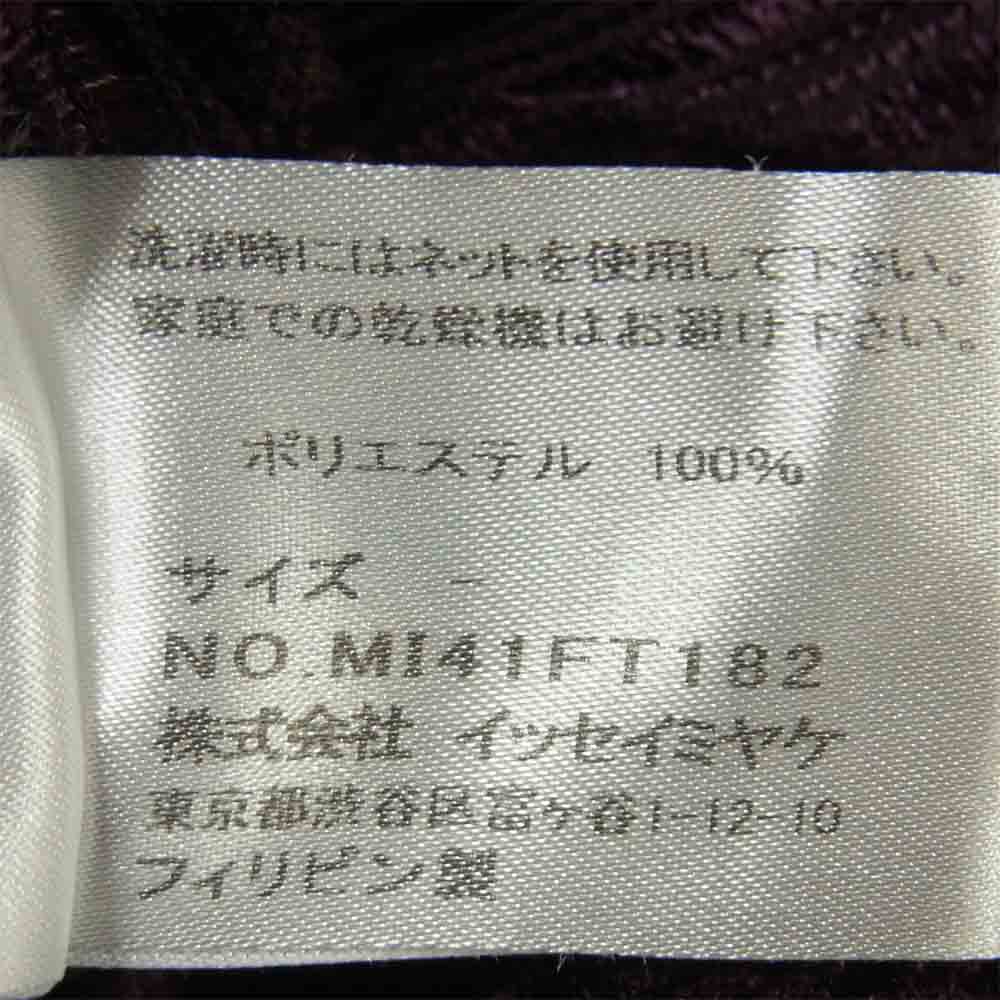 洗濯時にはネットを使用して下さい。
家庭での乾燥機はお避け下さい。
ポリエステル 100%
サイズ -
NO.MI41FT182
株式会社 イッセイミヤケ
東京都渋谷区富ヶ谷1-12-10
フィリピン製